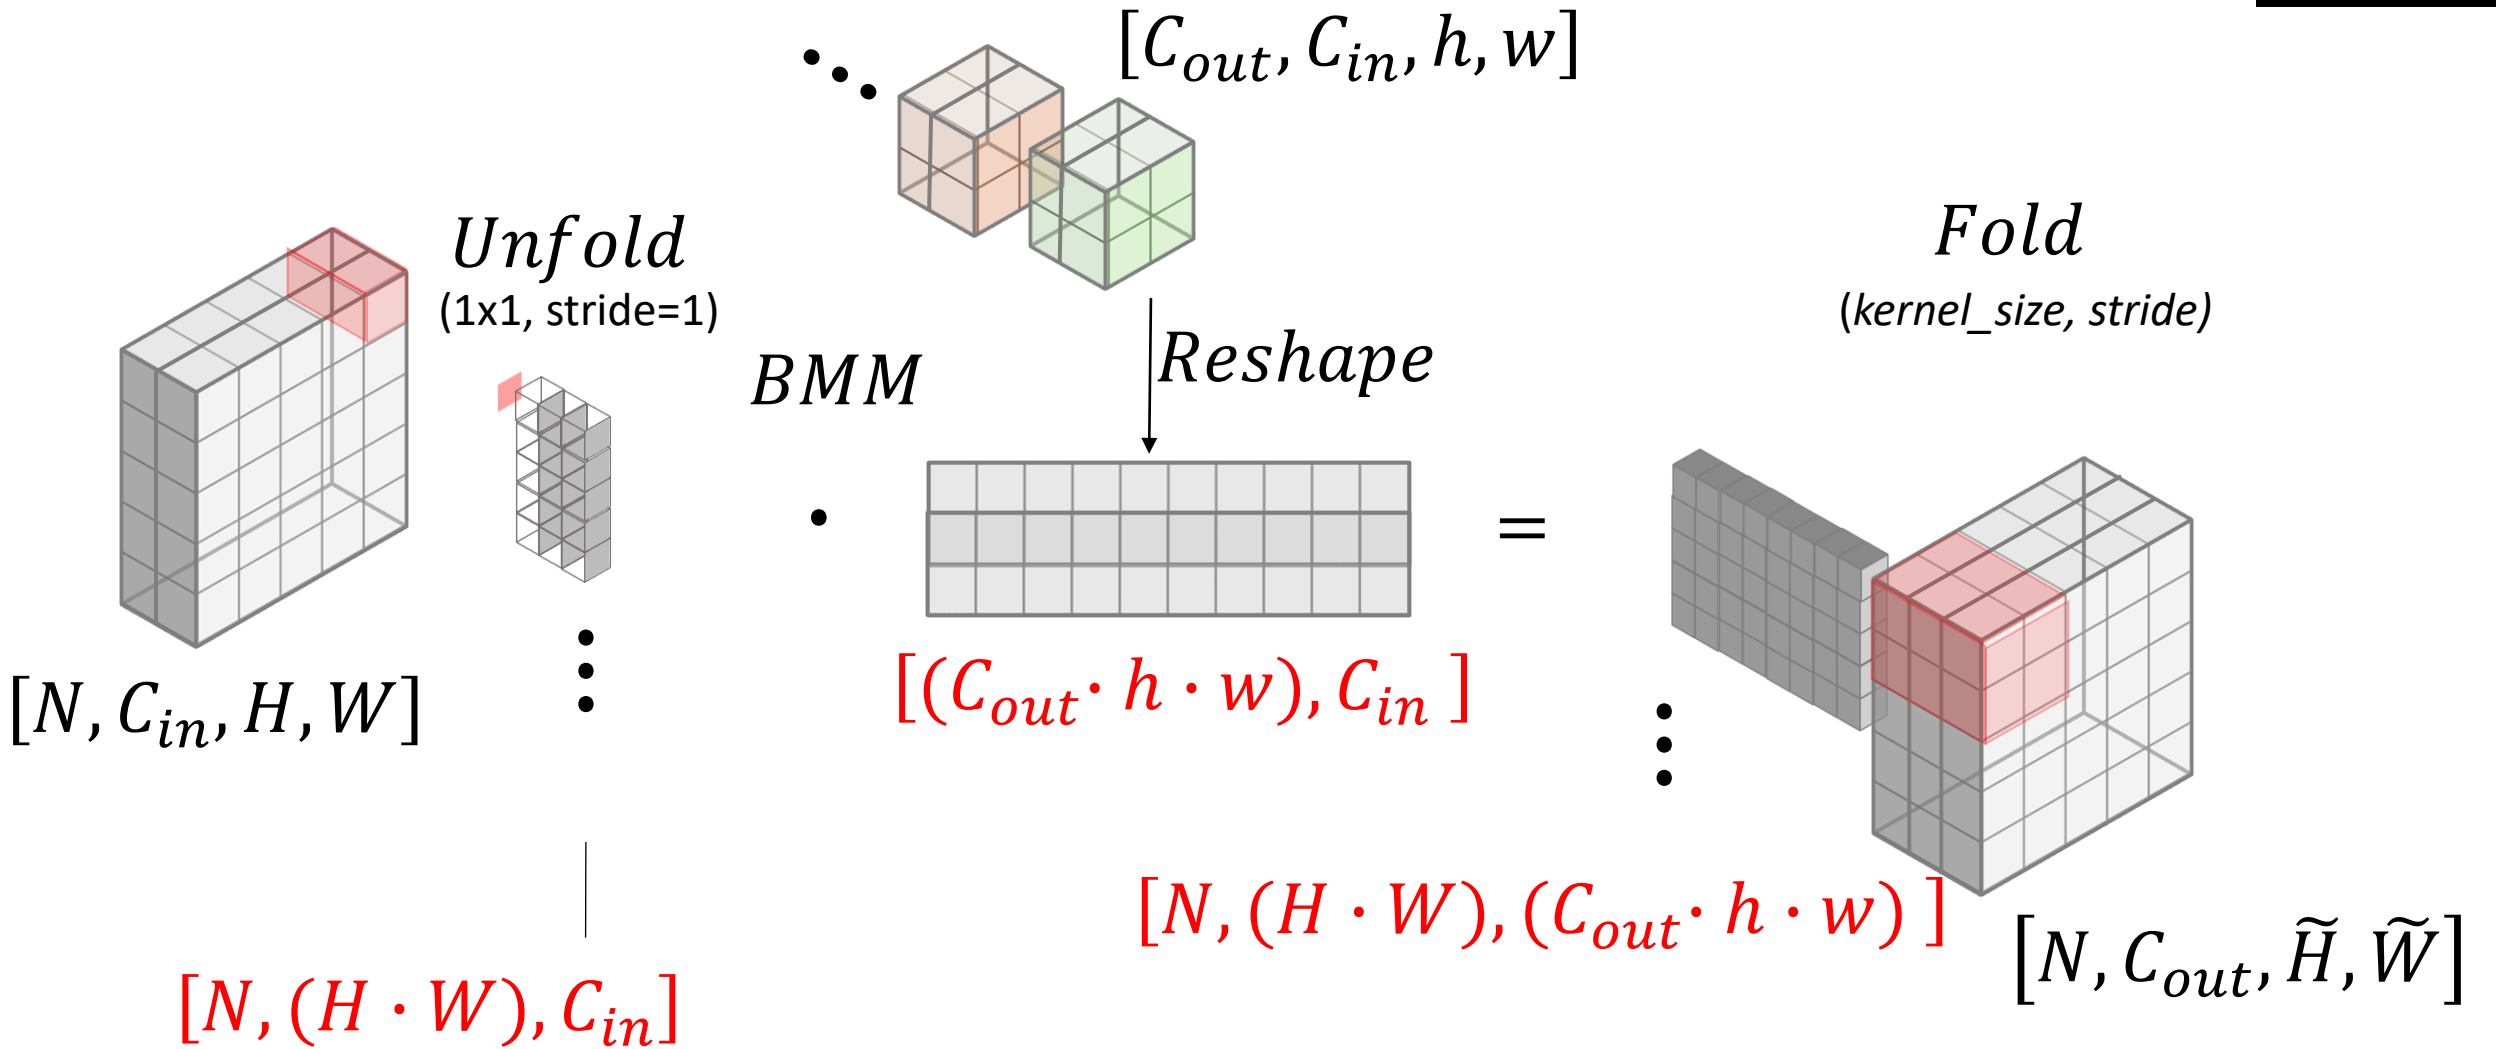 [C_out, C_in, h, w]
Unfold
(1x1, stride=1)
Fold
(kernel_size, stride)
BMM
Reshape
·
=
[(C_out · h · w), C_in ]
[N, C_in, H, W]
[N, (H · W), (C_out · h · w) ]
[N, C_out, H̃, W̃]
[N, (H · W), C_in]